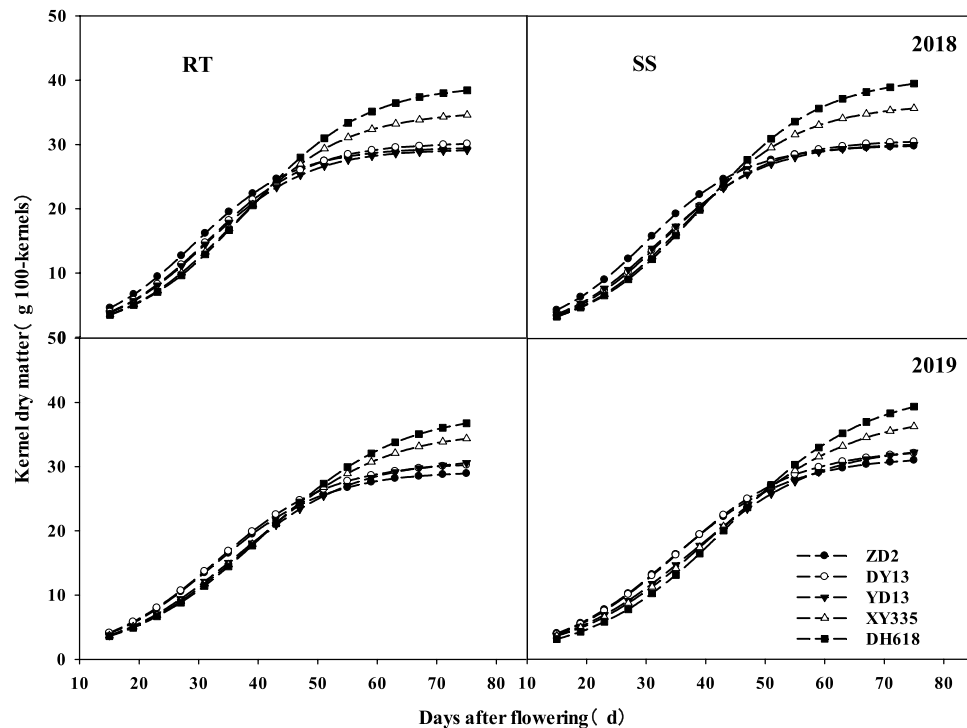 50
RT
SS
2018
40
30
20
10
50
2019
40
30
20
10
0
Kernel dry matter( g 100-kernels)
ZD2
DY13
YD13
XY335
DH618
10 20 30 40 50 60 70 80 10 20 30 40 50 60 70 80
Days after flowering( d)